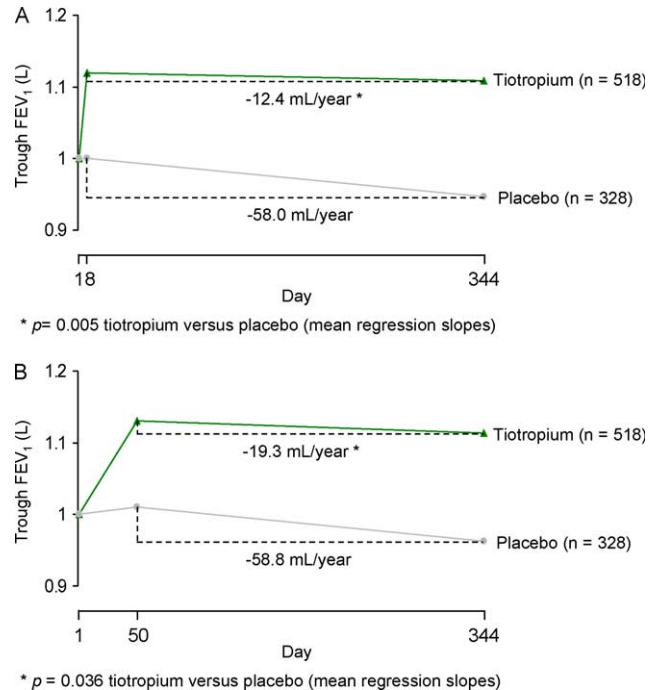 A
1.2
1.1
1
0.9
Trough FEV₁ (L)
Tiotropium (n = 518)
-12.4 mL/year *
Placebo (n = 328)
-58.0 mL/year
1 8 344
Day
* p= 0.005 tiotropium versus placebo (mean regression slopes)
B
1.2
1.1
1
0.9
Trough FEV₁ (L)
Tiotropium (n = 518)
-19.3 mL/year *
Placebo (n = 328)
-58.8 mL/year
1 50 344
Day
* p = 0.036 tiotropium versus placebo (mean regression slopes)